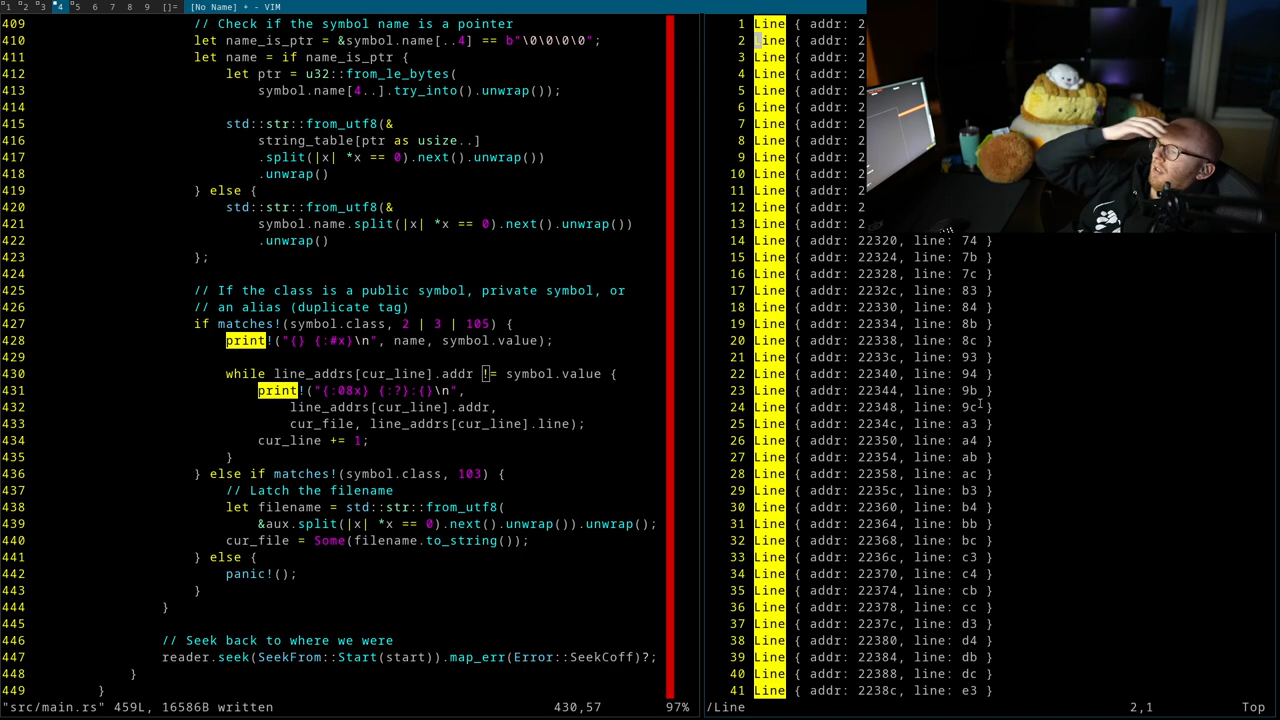 1 2 3 4 5 6 7 8 9 []= [No Name] + - VIM
409 // Check if the symbol name is a pointer
410 let name_is_ptr = &symbol.name[..4] == b"\0\0\0\0";
411 let name = if name_is_ptr {
412 let ptr = u32::from_le_bytes(
413 symbol.name[4..].try_into().unwrap());
414
415 std::str::from_utf8(&
416 string_table[ptr as usize..]
417 .split(|x| *x == 0).next().unwrap())
418 .unwrap()
419 } else {
420 std::str::from_utf8(&
421 symbol.name.split(|x| *x == 0).next().unwrap())
422 .unwrap()
423 };
424
425 // If the class is a public symbol, private symbol, or
426 // an alias (duplicate tag)
427 if matches!(symbol.class, 2 | 3 | 105) {
428 print!("{} {:#x}\n", name, symbol.value);
429
430 while line_addrs[cur_line].addr != symbol.value {
431 print!("{:08x} {:?}:{}\n",
432 line_addrs[cur_line].addr,
433 cur_file, line_addrs[cur_line].line);
434 cur_line += 1;
435 }
436 } else if matches!(symbol.class, 103) {
437 // Latch the filename
438 let filename = std::str::from_utf8(
439 &aux.split(|x| *x == 0).next().unwrap()).unwrap();
440 cur_file = Some(filename.to_string());
441 } else {
442 panic!();
443 }
444 }
445
446 // Seek back to where we were
447 reader.seek(SeekFrom::Start(start)).map_err(Error::SeekCoff)?;
448 }
449 }
"src/main.rs" 459L, 16586B written 430,57 97%
1 Line { addr: 2
2 Line { addr: 2
3 Line { addr: 2
4 Line { addr: 2
5 Line { addr: 2
6 Line { addr: 2
7 Line { addr: 2
8 Line { addr: 2
9 Line { addr: 2
10 Line { addr: 2
11 Line { addr: 2
12 Line { addr: 2
13 Line { addr: 2
14 Line { addr: 22320, line: 74 }
15 Line { addr: 22324, line: 7b }
16 Line { addr: 22328, line: 7c }
17 Line { addr: 2232c, line: 83 }
18 Line { addr: 22330, line: 84 }
19 Line { addr: 22334, line: 8b }
20 Line { addr: 22338, line: 8c }
21 Line { addr: 2233c, line: 93 }
22 Line { addr: 22340, line: 94 }
23 Line { addr: 22344, line: 9b }
24 Line { addr: 22348, line: 9c }
25 Line { addr: 2234c, line: a3 }
26 Line { addr: 22350, line: a4 }
27 Line { addr: 22354, line: ab }
28 Line { addr: 22358, line: ac }
29 Line { addr: 2235c, line: b3 }
30 Line { addr: 22360, line: b4 }
31 Line { addr: 22364, line: bb }
32 Line { addr: 22368, line: bc }
33 Line { addr: 2236c, line: c3 }
34 Line { addr: 22370, line: c4 }
35 Line { addr: 22374, line: cb }
36 Line { addr: 22378, line: cc }
37 Line { addr: 2237c, line: d3 }
38 Line { addr: 22380, line: d4 }
39 Line { addr: 22384, line: db }
40 Line { addr: 22388, line: dc }
41 Line { addr: 2238c, line: e3 }
/Line 2,1 Top